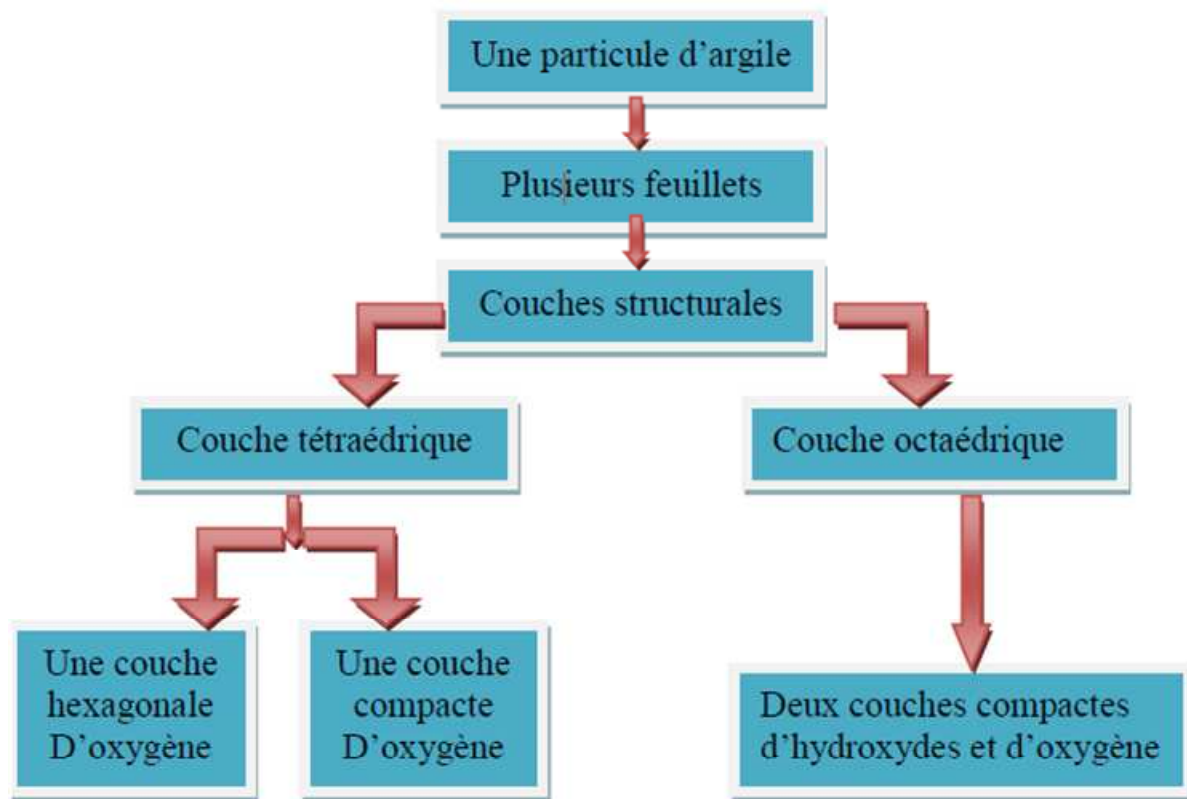 Une particule d’argile
Plusieurs feuillets
Couches structurales
Couche tétraédrique
Couche octaédrique
Une couche
hexagonale
D’oxygène
Une couche
compacte
D’oxygène
Deux couches compactes
d’hydroxydes et d’oxygène